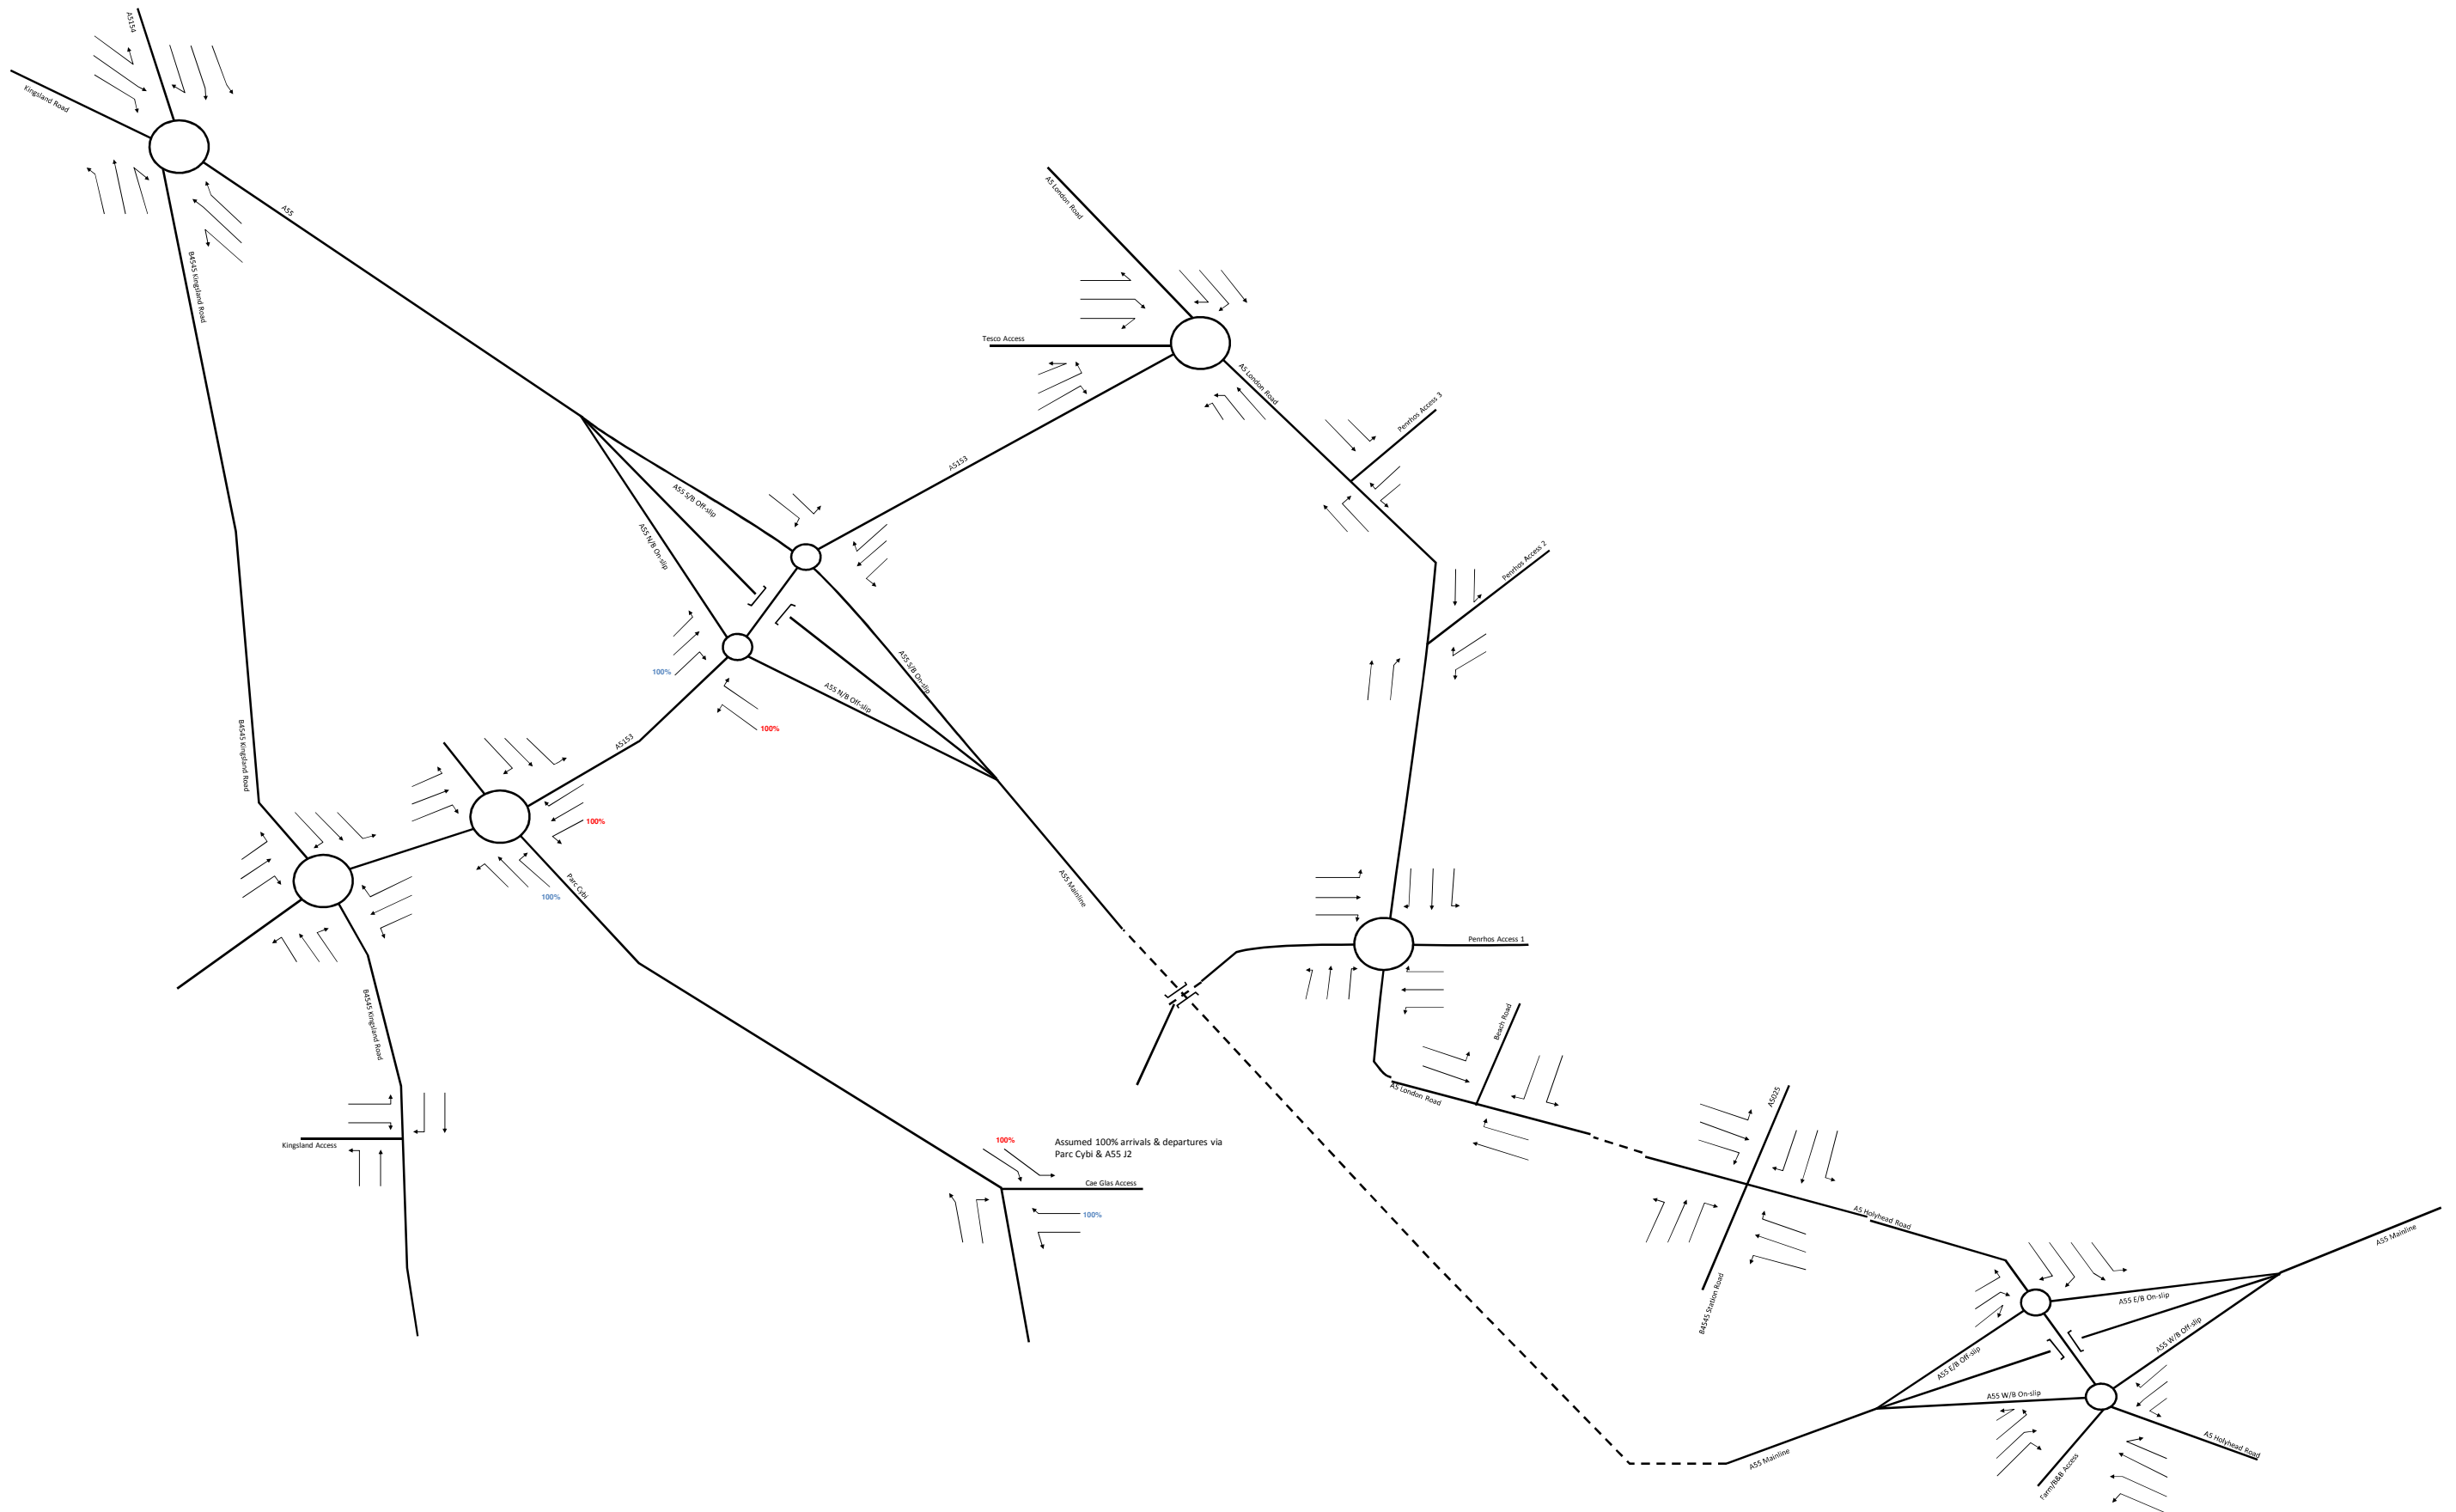 A5154
Kingsland Road
A55
B4545 Kingsland Road
A5 London Road
Tesco Access
A5 London Road
Penrhos Access 3
A5153
A55 S/B Off-slip
A55 N/B On-slip
Penrhos Access 2
100%
A55 S/B On-slip
A55 N/B Off-slip
100%
B4545 Kingsland Road
A5153
100%
A55 Mainline
Parc Cybi
100%
Penrhos Access 1
B4545 Kingsland Road
Beach Road
A5 London Road
A5025
Kingsland Access
100%
Assumed 100% arrivals & departures via
Parc Cybi & A55 J2
Cae Glas Access
100%
A5 Holyhead Road
A55 Mainline
B4545 Station Road
A55 E/B On-slip
A55 W/B Off-slip
A55 E/B Off-slip
A55 W/B On-slip
A5 Holyhead Road
A55 Mainline
Farm/B&B Access